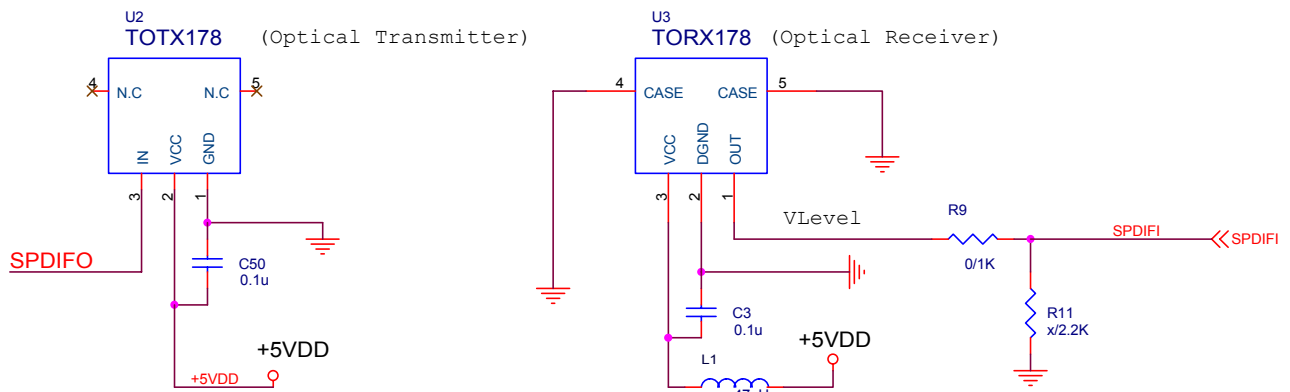 U2
TOTX178 (Optical Transmitter)
4 N.C N.C 5
IN VCC GND
3 2 1
SPDIFO
C50
0.1u
+5VDD
+5VDD
U3
TORX178 (Optical Receiver)
4 CASE CASE 5
VCC DGND OUT
3 2 1
VLevel
R9
0/1K
SPDIFI
SPDIFI
R11
x/2.2K
C3
0.1u
L1
+5VDD